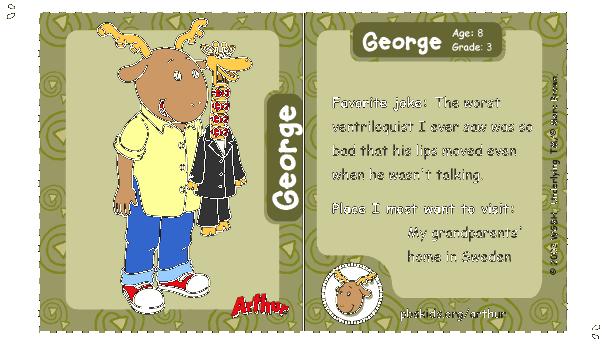 George
Arthur
George
Age: 8
Grade: 3
Favorite joke: The worst
ventriloquist I ever saw was so
bad that his lips moved even
when he wasn't talking.
Place I most want to visit:
My grandparents'
home in Sweden
pbskids.org/arthur